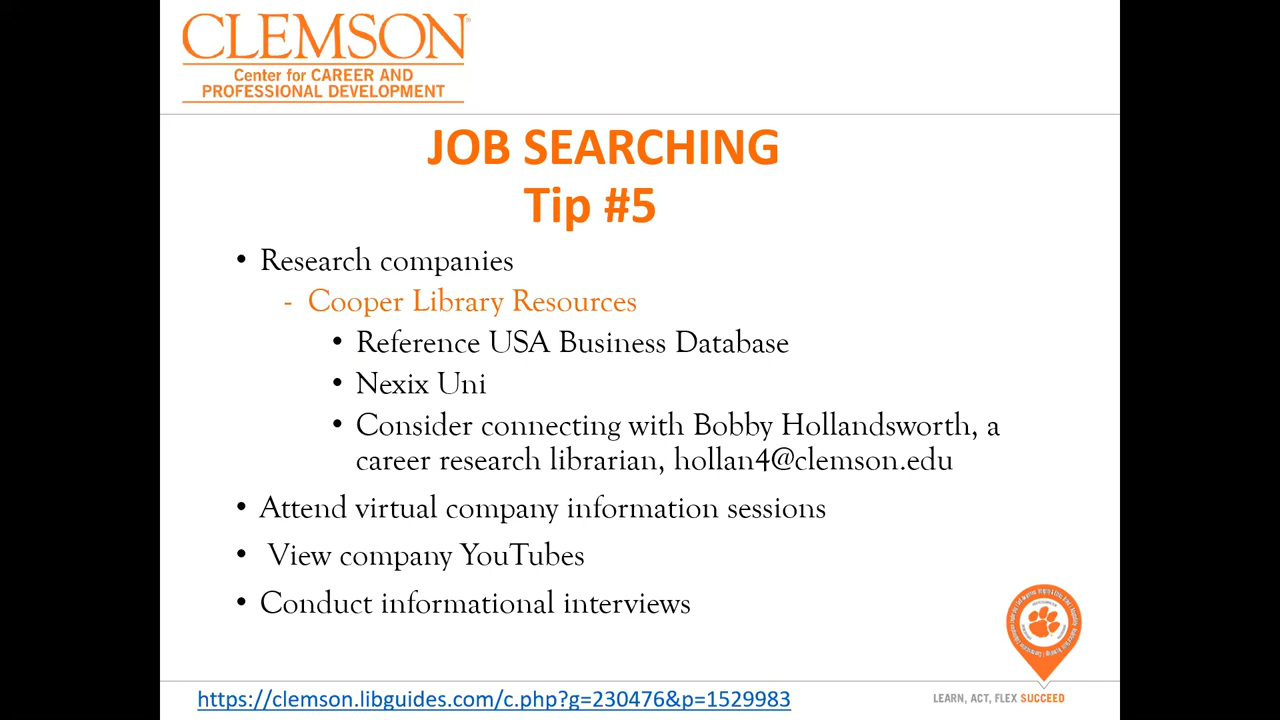 CLEMSON
Center for CAREER AND
PROFESSIONAL DEVELOPMENT
JOB SEARCHING
Tip #5
• Research companies
- Cooper Library Resources
• Reference USA Business Database
• Nexix Uni
• Consider connecting with Bobby Hollandsworth, a
career research librarian, hollan4@clemson.edu
• Attend virtual company information sessions
• View company YouTubes
• Conduct informational interviews
https://clemson.libguides.com/c.php?g=230476&p=1529983
LEARN, ACT, FLEX SUCCEED